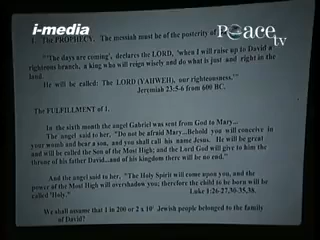 i-media
Peace
tv
1. The PROPHECY. The messiah must be of the posterity of
"'The days are coming', declares the LORD, 'when I will raise up to David a
righteous branch, a king who will reign wisely and do what is just and right in the
land.
He will be called: The LORD (YAHWEH), our righteousness.'"
Jeremiah 23:5-6 from 600 BC.
The FULFILLMENT of 1.
In the sixth month the angel Gabriel was sent from God to Mary...
The angel said to her, "Do not be afraid Mary...Behold you will conceive in
your womb and bear a son, and you shall call his name Jesus. He will be great
and will be called the Son of the Most High; and the Lord God will give to him the
throne of his father David...and of his kingdom there will be no end."
And the angel said to her, "The Holy Spirit will come upon you, and the
power of the Most High will overshadow you; therefore the child to be born will be
called 'Holy."
Luke 1:26-27,30-35,38.
We shall assume that 1 in 200 or 2 x 10 Jewish people belonged to the family
of David?